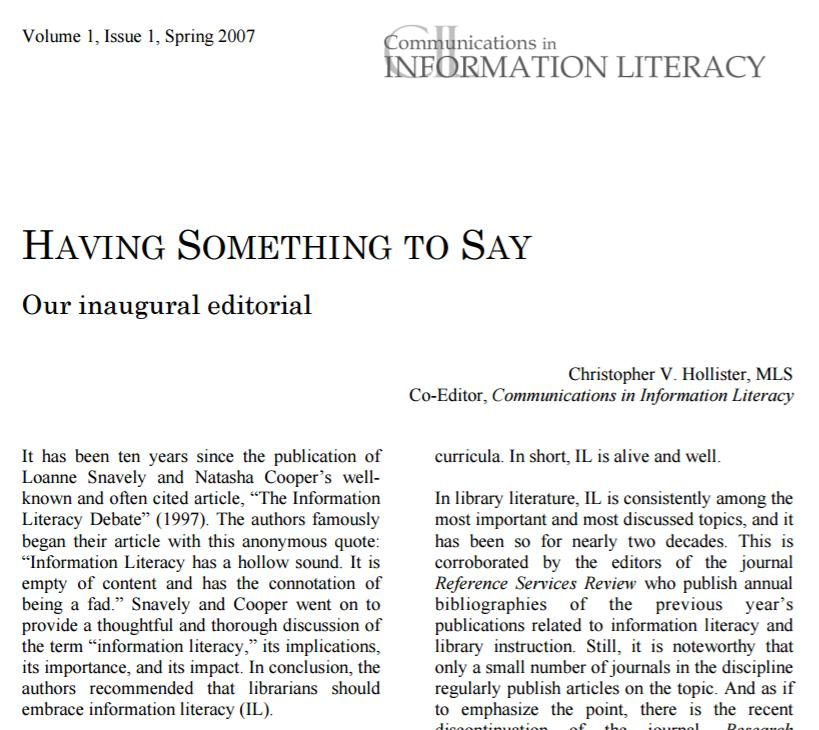 Volume 1, Issue 1, Spring 2007
Communications in
INFORMATION LITERACY
HAVING SOMETHING TO SAY
Our inaugural editorial
Christopher V. Hollister, MLS
Co-Editor, Communications in Information Literacy
It has been ten years since the publication of
Loanne Snavely and Natasha Cooper’s well-
known and often cited article, “The Information
Literacy Debate” (1997). The authors famously
began their article with this anonymous quote:
“Information Literacy has a hollow sound. It is
empty of content and has the connotation of
being a fad.” Snavely and Cooper went on to
provide a thoughtful and thorough discussion of
the term “information literacy,” its implications,
its importance, and its impact. In conclusion, the
authors recommended that librarians should
embrace information literacy (IL).
curricula. In short, IL is alive and well.
In library literature, IL is consistently among the
most important and most discussed topics, and it
has been so for nearly two decades. This is
corroborated by the editors of the journal
Reference Services Review who publish annual
bibliographies of the previous year’s
publications related to information literacy and
library instruction. Still, it is noteworthy that
only a small number of journals in the discipline
regularly publish articles on the topic. And as if
to emphasize the point, there is the recent
discontinuation of the journal, Research